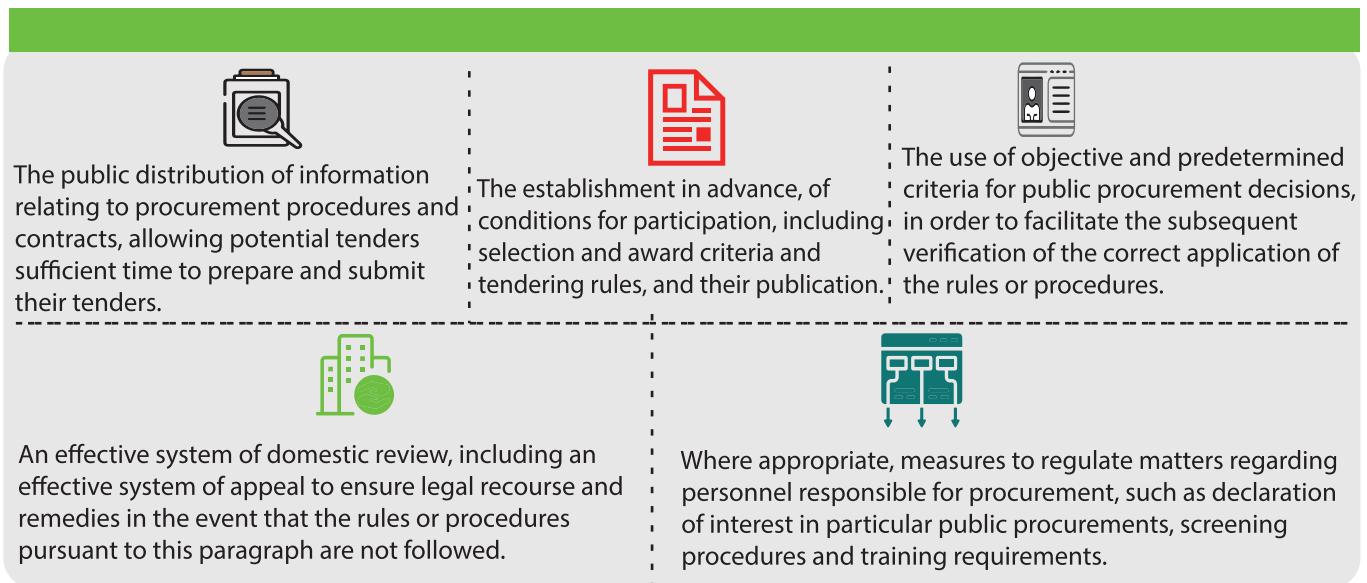 The public distribution of information
relating to procurement procedures and
contracts, allowing potential tenders
sufficient time to prepare and submit
their tenders.
The establishment in advance, of
conditions for participation, including
selection and award criteria and
tendering rules, and their publication.
The use of objective and predetermined
criteria for public procurement decisions,
in order to facilitate the subsequent
verification of the correct application of
the rules or procedures.
An effective system of domestic review, including an
effective system of appeal to ensure legal recourse and
remedies in the event that the rules or procedures
pursuant to this paragraph are not followed.
Where appropriate, measures to regulate matters regarding
personnel responsible for procurement, such as declaration
of interest in particular public procurements, screening
procedures and training requirements.